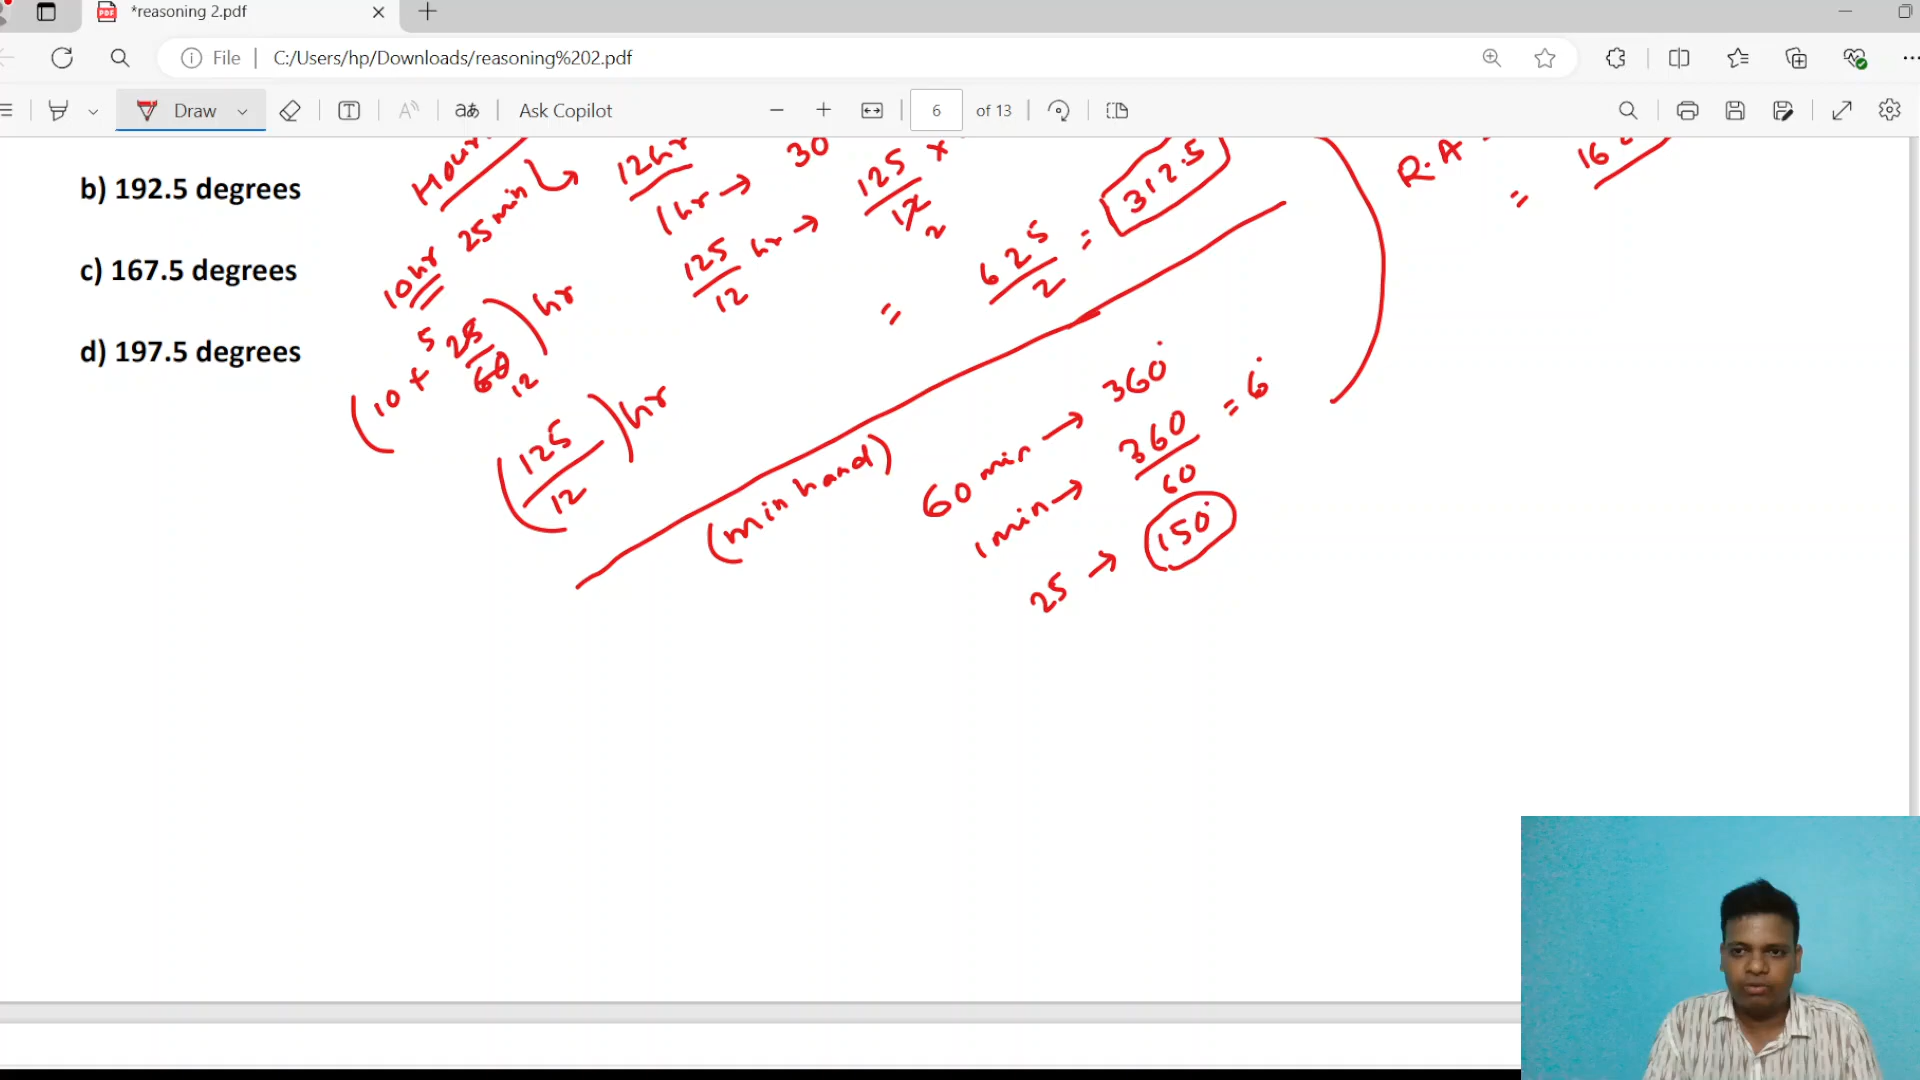 *reasoning 2.pdf
File
C:/Users/hp/Downloads/reasoning%202.pdf
Draw
Ask Copilot
6 of 13
b) 192.5 degrees
c) 167.5 degrees
d) 197.5 degrees
Hour
10hr 25min
12hr
1hr → 30
125/12 hr → 125/12 ×
2
= 625/2 = 312.5
R.A
=
(10 + 25/60) hr
5
12
(125/12) hr
(min hand)
60 min → 360°
1 min → 360/60 = 6°
25 → 150°